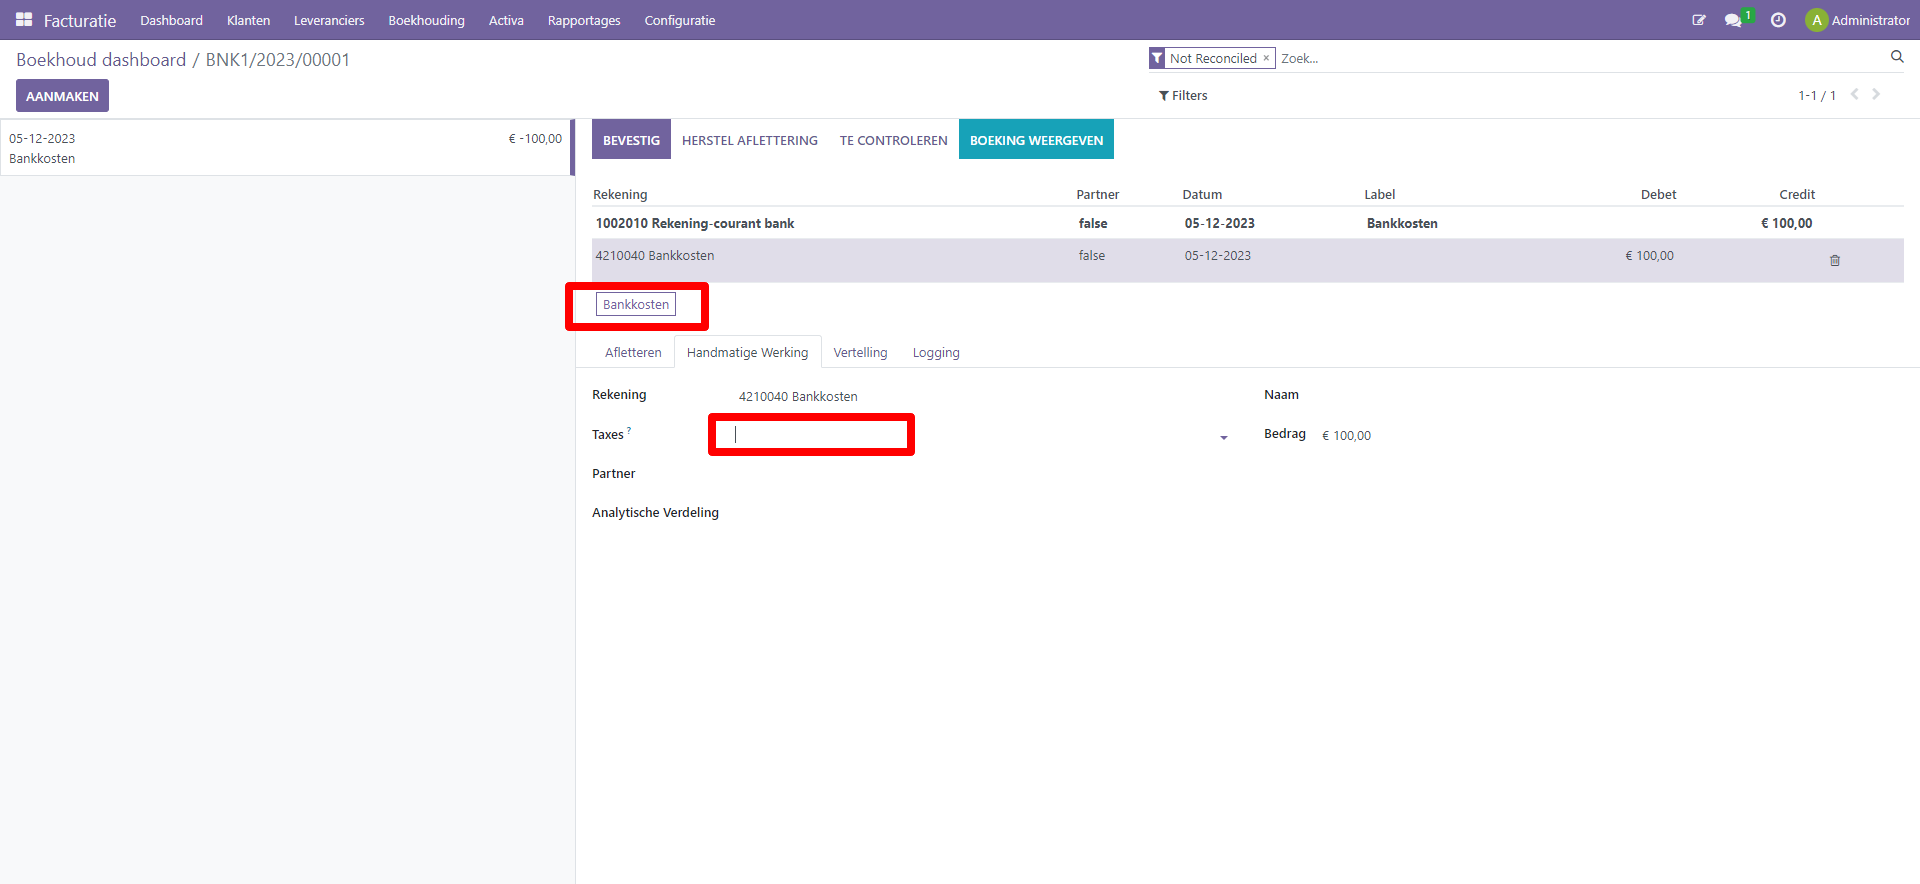 Facturatie Dashboard Klanten Leveranciers Boekhouding Activa Rapportages Configuratie 1 A Administrator
Boekhoud dashboard / BNK1/2023/00001
Not Reconciled × Zoek...
AANMAKEN
Filters
1-1 / 1
05-12-2023 € -100,00
Bankkosten
BEVESTIG HERSTEL AFLETTERING TE CONTROLEREN BOEKING WEERGEVEN
Rekening Partner Datum Label Debet Credit
1002010 Rekening-courant bank false 05-12-2023 Bankkosten € 100,00
4210040 Bankkosten false 05-12-2023 € 100,00
Bankkosten
Afletteren Handmatige Werking Vertelling Logging
Rekening 4210040 Bankkosten Naam
Taxes ? Bedrag € 100,00
Partner
Analytische Verdeling